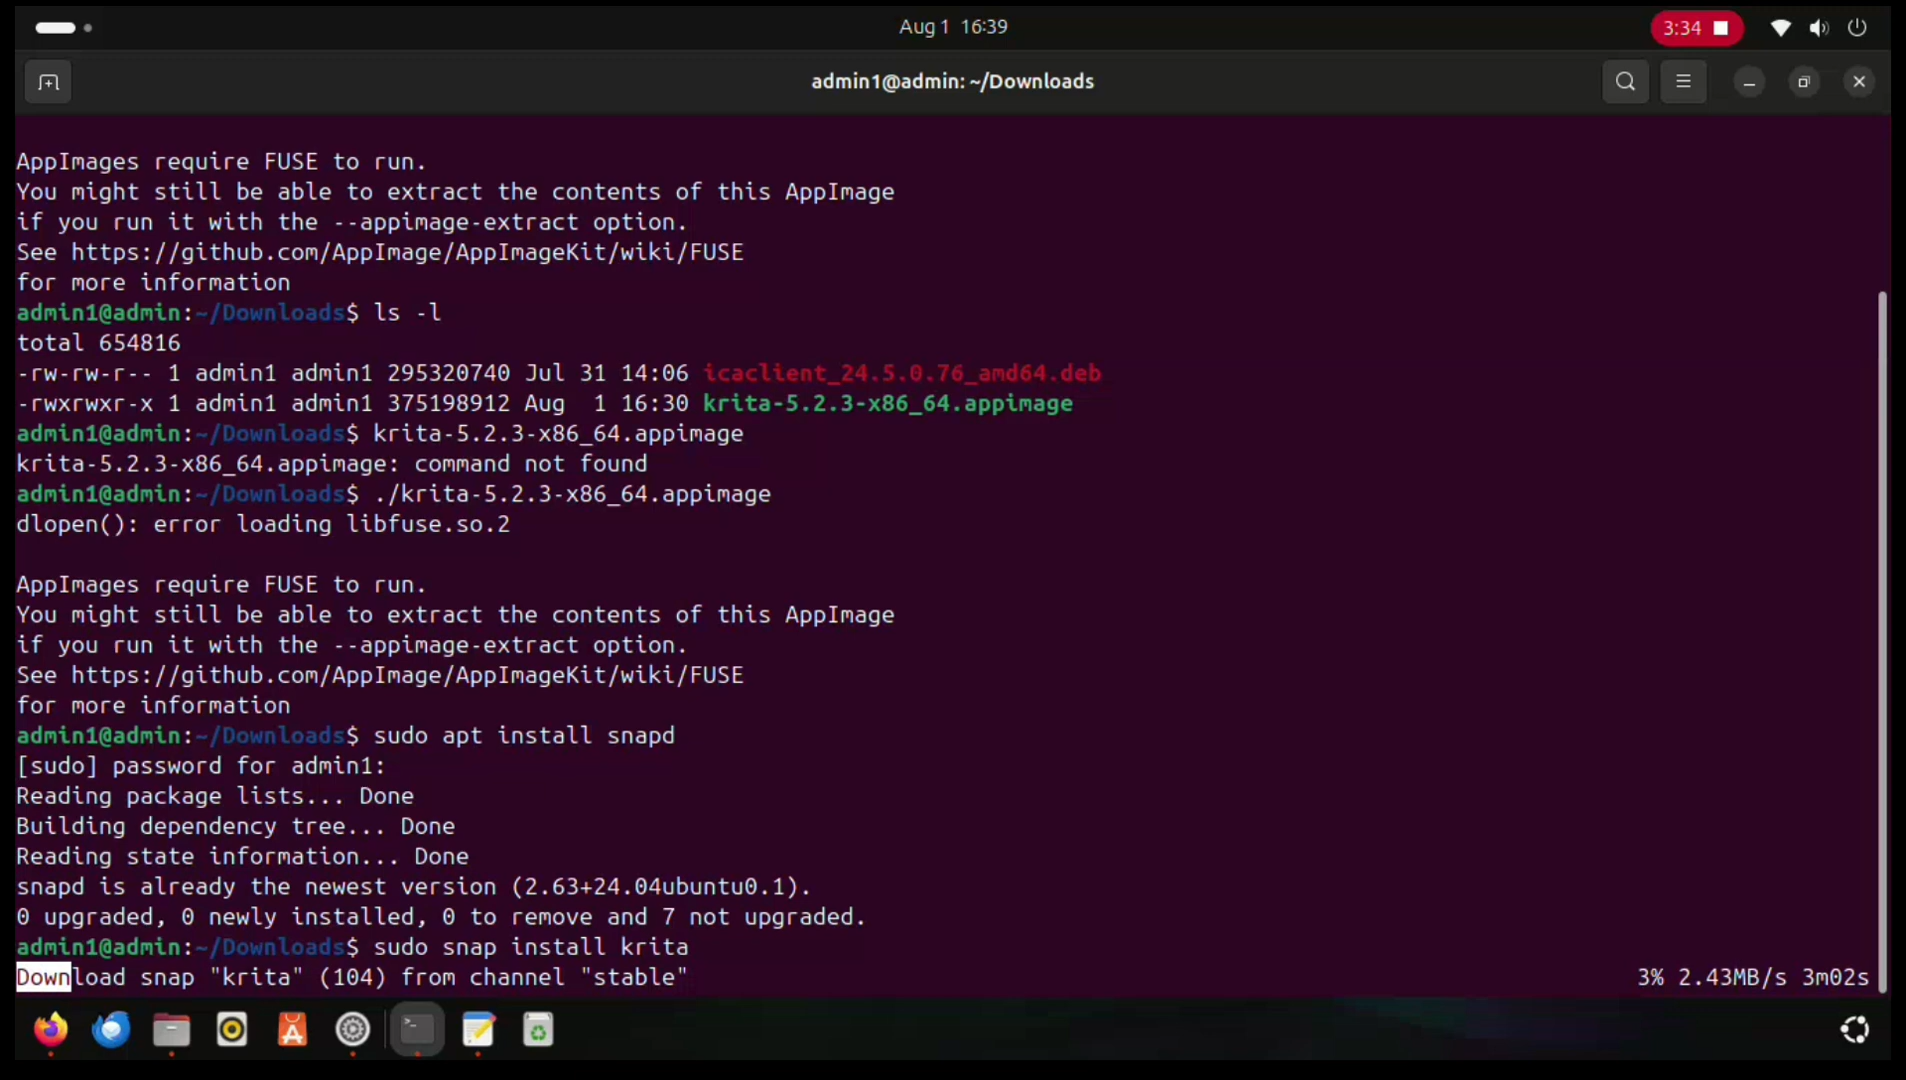 Aug 1 16:39
3:34
admin1@admin: ~/Downloads
AppImages require FUSE to run.
You might still be able to extract the contents of this AppImage
if you run it with the --appimage-extract option.
See https://github.com/AppImage/AppImageKit/wiki/FUSE
for more information
admin1@admin:~/Downloads$ ls -l
total 654816
-rw-rw-r-- 1 admin1 admin1 295320740 Jul 31 14:06 icaclient_24.5.0.76_amd64.deb
-rwxrwxr-x 1 admin1 admin1 375198912 Aug  1 16:30 krita-5.2.3-x86_64.appimage
admin1@admin:~/Downloads$ krita-5.2.3-x86_64.appimage
krita-5.2.3-x86_64.appimage: command not found
admin1@admin:~/Downloads$ ./krita-5.2.3-x86_64.appimage
dlopen(): error loading libfuse.so.2
AppImages require FUSE to run.
You might still be able to extract the contents of this AppImage
if you run it with the --appimage-extract option.
See https://github.com/AppImage/AppImageKit/wiki/FUSE
for more information
admin1@admin:~/Downloads$ sudo apt install snapd
[sudo] password for admin1:
Reading package lists... Done
Building dependency tree... Done
Reading state information... Done
snapd is already the newest version (2.63+24.04ubuntu0.1).
0 upgraded, 0 newly installed, 0 to remove and 7 not upgraded.
admin1@admin:~/Downloads$ sudo snap install krita
Download snap "krita" (104) from channel "stable" 3% 2.43MB/s 3m02s